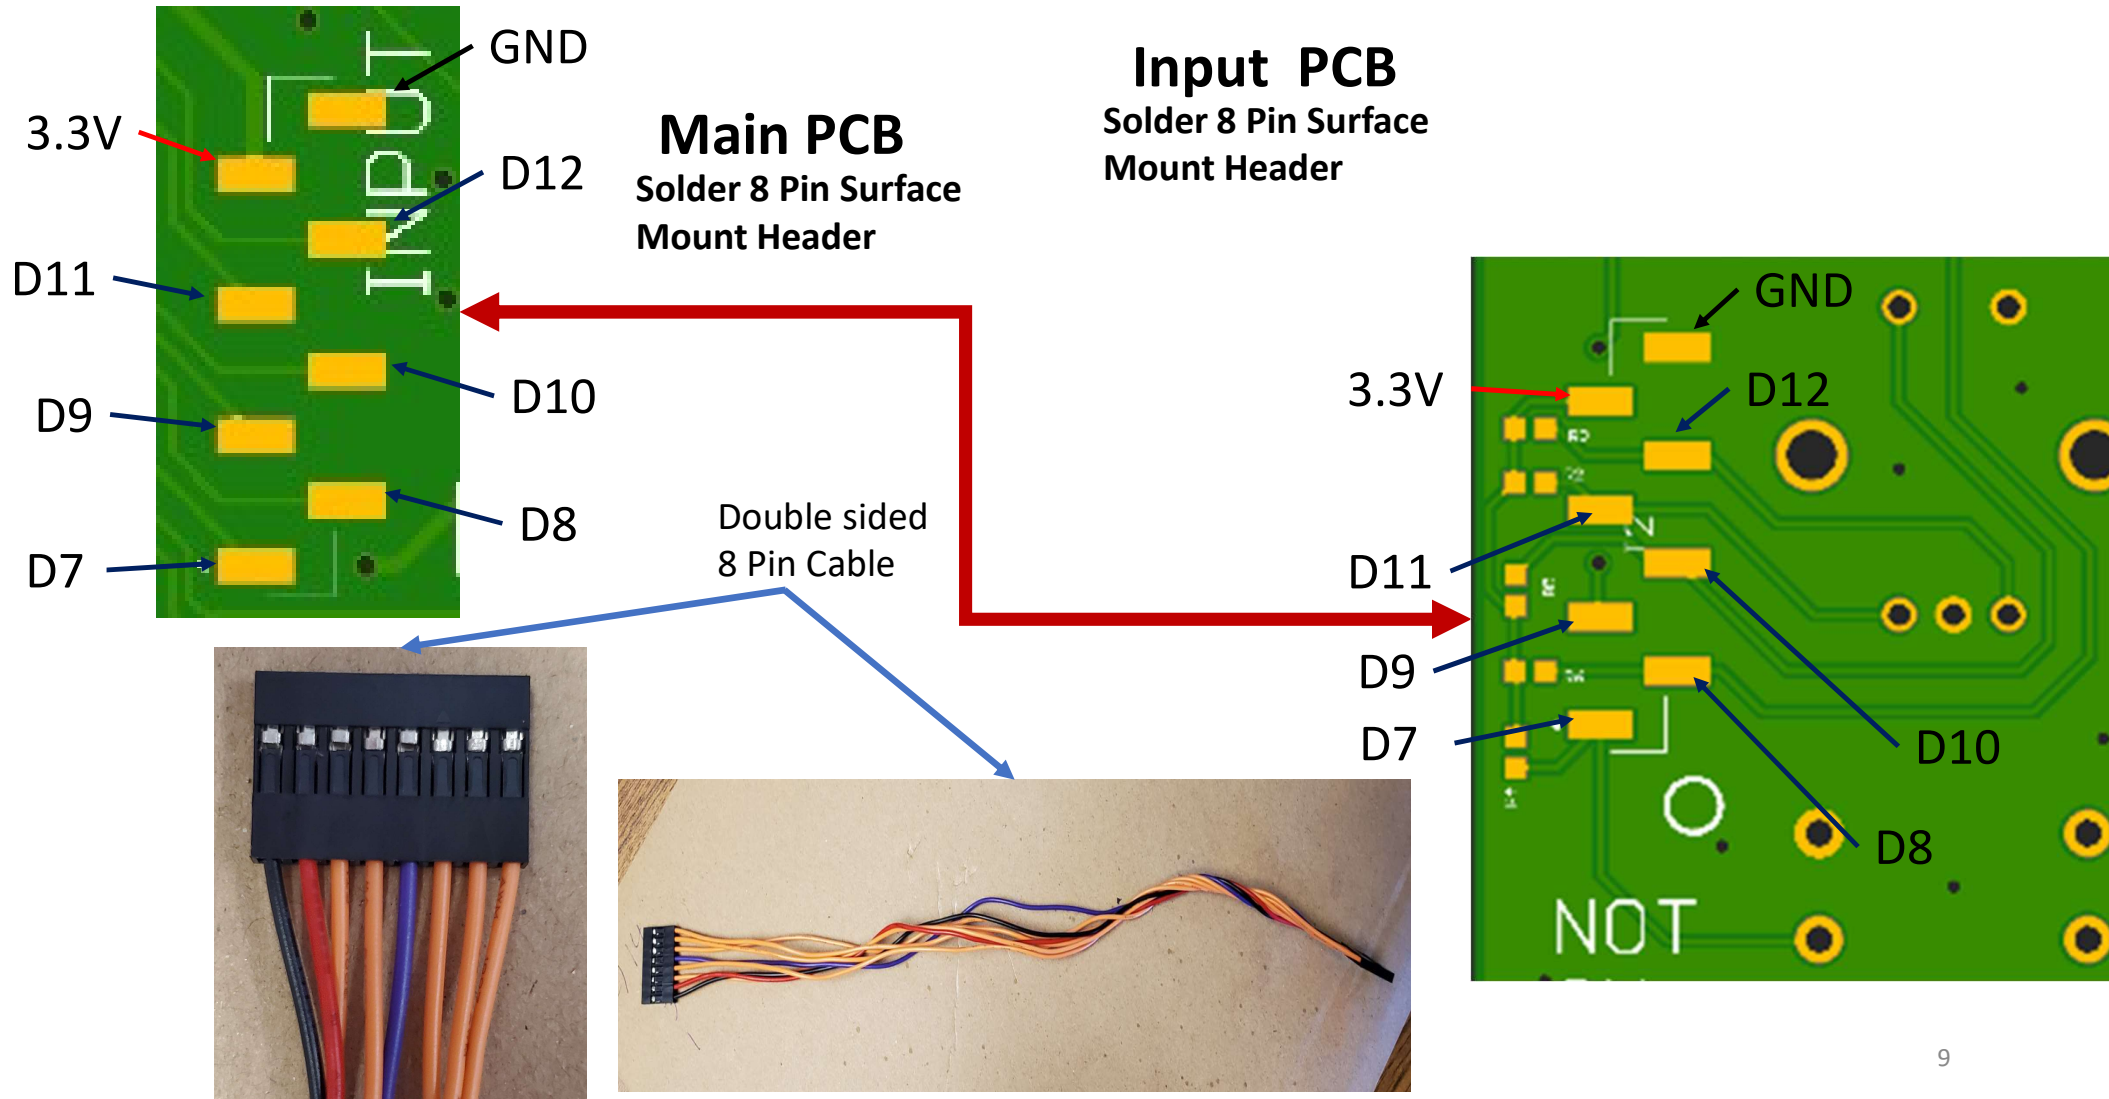 GND
3.3V
INPUT
D12
D11
D10
D9
D8
D7
Main PCB
Solder 8 Pin Surface
Mount Header
Input PCB
Solder 8 Pin Surface
Mount Header
Double sided
8 Pin Cable
GND
3.3V
D12
D11
D9
D7
D10
D8
NOT
9